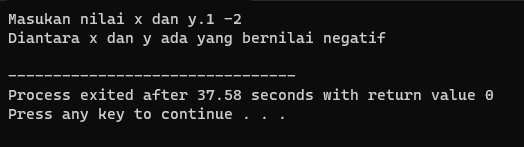 Masukan nilai x dan y.1 -2
Diantara x dan y ada yang bernilai negatif
--------------------------------
Process exited after 37.58 seconds with return value 0
Press any key to continue . . .